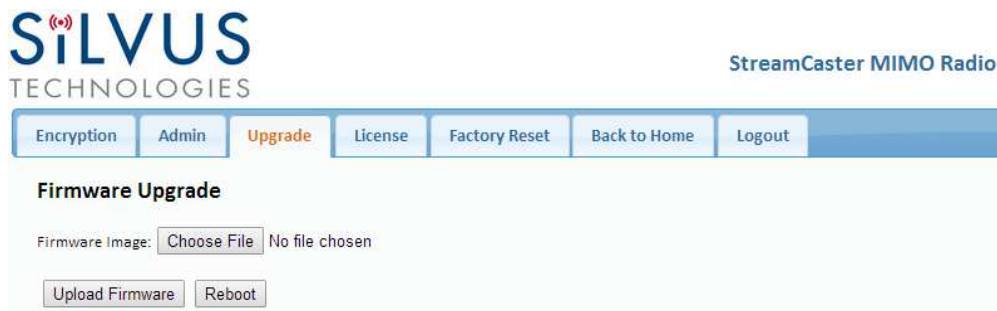 SiLVUS
TECHNOLOGIES
StreamCaster MIMO Radio
Encryption Admin Upgrade License Factory Reset Back to Home Logout
Firmware Upgrade
Firmware Image: Choose File No file chosen
Upload Firmware Reboot